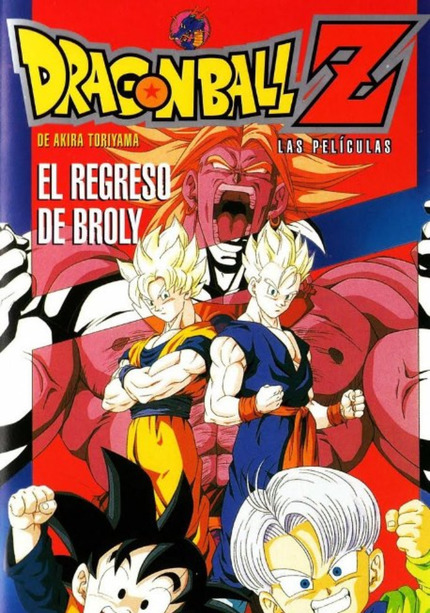 DRAGON BALL Z
DE AKIRA TORIYAMA
LAS PELÍCULAS
EL REGRESO
DE BROLY